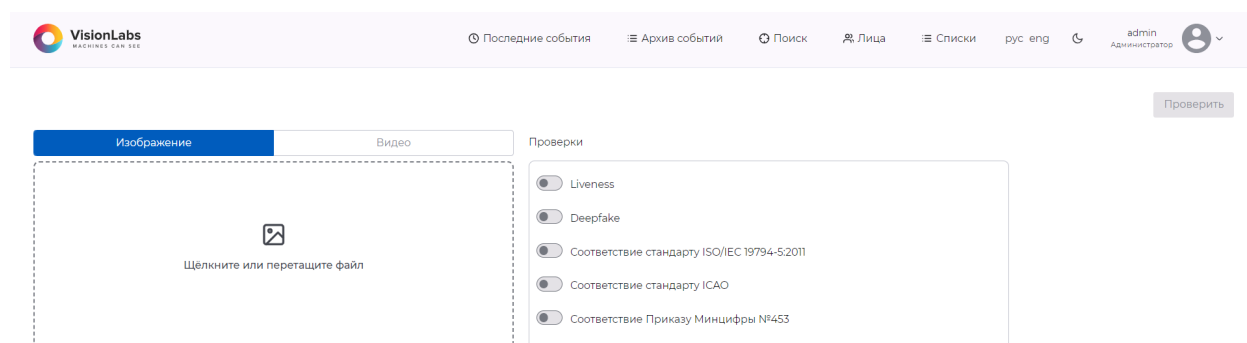 VisionLabs
MACHINES CAN SEE
Последние события
Архив событий
Поиск
Лица
Списки
рус eng
admin
Администратор
Проверить
Изображение
Видео
Проверки
Щёлкните или перетащите файл
Liveness
Deepfake
Соответствие стандарту ISO/IEC 19794-5:2011
Соответствие стандарту ICAO
Соответствие Приказу Минцифры №453